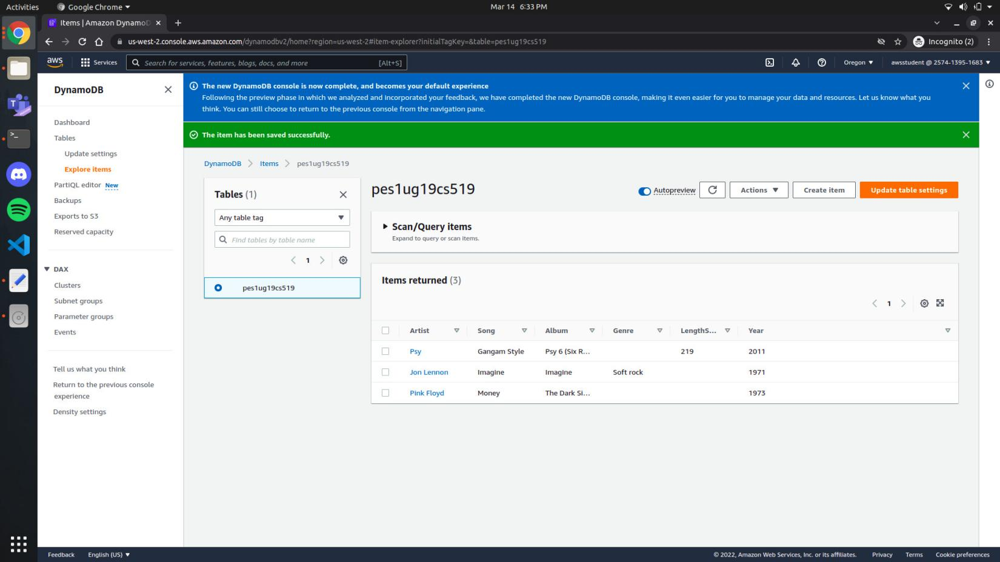 Activities
Google Chrome
Mar 14 6:33 PM
Items | Amazon DynamoD
us-west-2.console.aws.amazon.com/dynamodbv2/home?region=us-west-2#item-explorer?initialTagKey=&table=pes1ug19cs519
Incognito (2)
aws
Services
Search for services, features, blogs, docs, and more
[Alt+S]
Oregon
awsstudent @ 2574-1395-1683
DynamoDB
Dashboard
Tables
Update settings
Explore items
PartiQL editor New
Backups
Exports to S3
Reserved capacity
DAX
Clusters
Subnet groups
Parameter groups
Events
Tell us what you think
Return to the previous console
experience
Density settings
The new DynamoDB console is now complete, and becomes your default experience
Following the preview phase in which we analyzed and incorporated your feedback, we have completed the new DynamoDB console, making it even easier for you to manage your data and resources. Let us know what you
think. You can still choose to return to the previous console from the navigation pane.
The item has been saved successfully.
DynamoDB
Items
pes1ug19cs519
Tables (1)
Any table tag
Find tables by table name
1
pes1ug19cs519
pes1ug19cs519
Autopreview
Actions
Create item
Update table settings
Scan/Query items
Expand to query or scan items.
Items returned (3)
1
Artist Song Album Genre LengthS... Year
Psy Gangam Style Psy 6 (Six R... 219 2011
Jon Lennon Imagine Imagine Soft rock 1971
Pink Floyd Money The Dark Si... 1973
Feedback
English (US)
© 2022, Amazon Web Services, Inc. or its affiliates.
Privacy
Terms
Cookie preferences